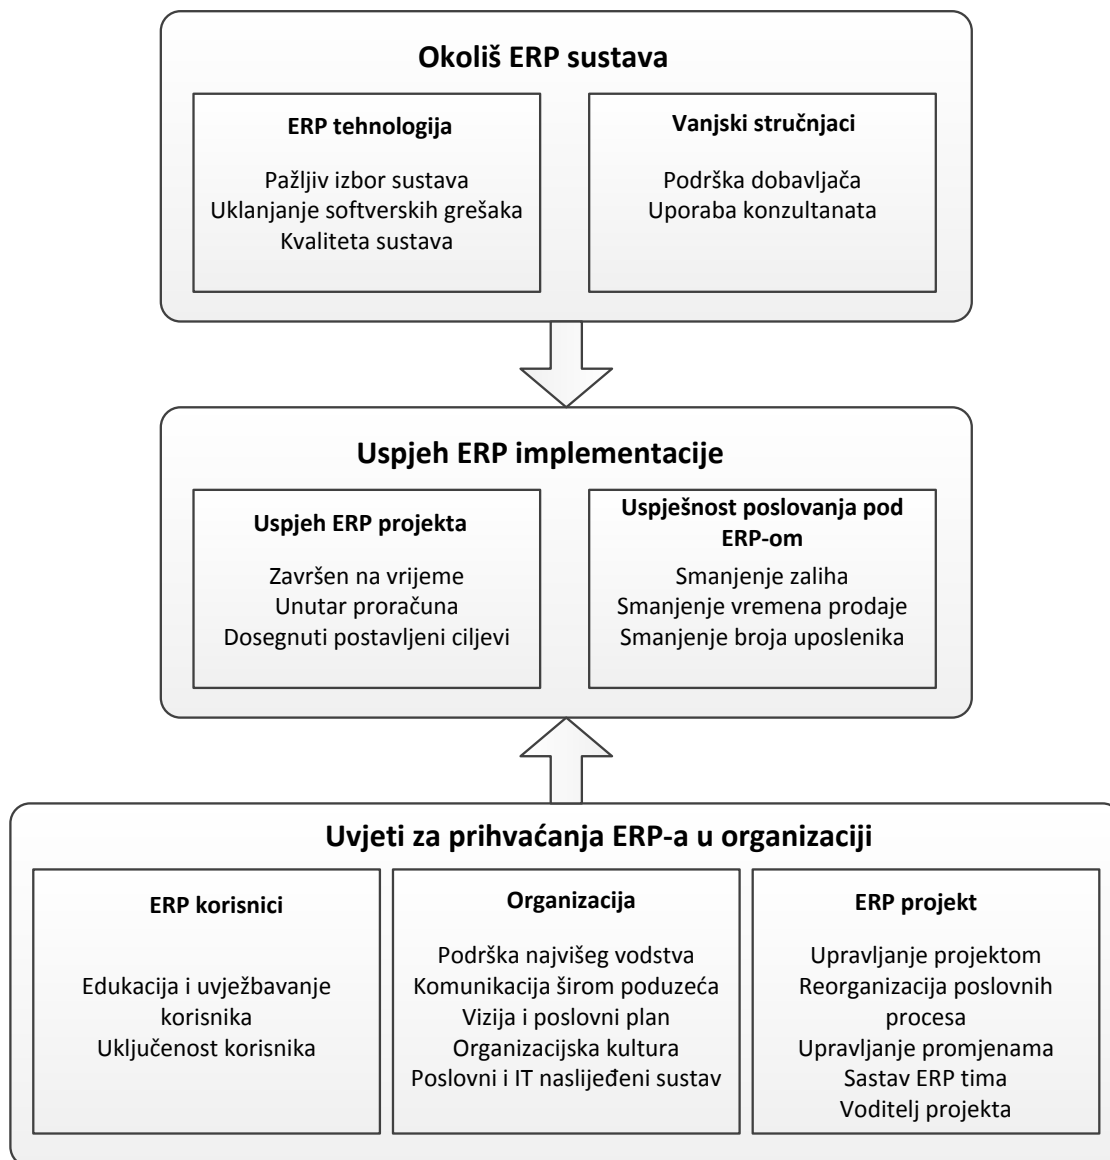 Okoliš ERP sustava
ERP tehnologija
Pažljiv izbor sustava
Uklanjanje softverskih grešaka
Kvaliteta sustava
Vanjski stručnjaci
Podrška dobavljača
Uporaba konzultanata
Uspjeh ERP implementacije
Uspjeh ERP projekta
Završen na vrijeme
Unutar proračuna
Dosegnuti postavljeni ciljevi
Uspješnost poslovanja pod
ERP-om
Smanjenje zaliha
Smanjenje vremena prodaje
Smanjenje broja uposlenika
Uvjeti za prihvaćanja ERP-a u organizaciji
ERP korisnici
Edukacija i uvježbavanje
korisnika
Uključenost korisnika
Organizacija
Podrška najvišeg vodstva
Komunikacija širom poduzeća
Vizija i poslovni plan
Organizacijska kultura
Poslovni i IT naslijeđeni sustav
ERP projekt
Upravljanje projektom
Reorganizacija poslovnih
procesa
Upravljanje promjenama
Sastav ERP tima
Voditelj projekta